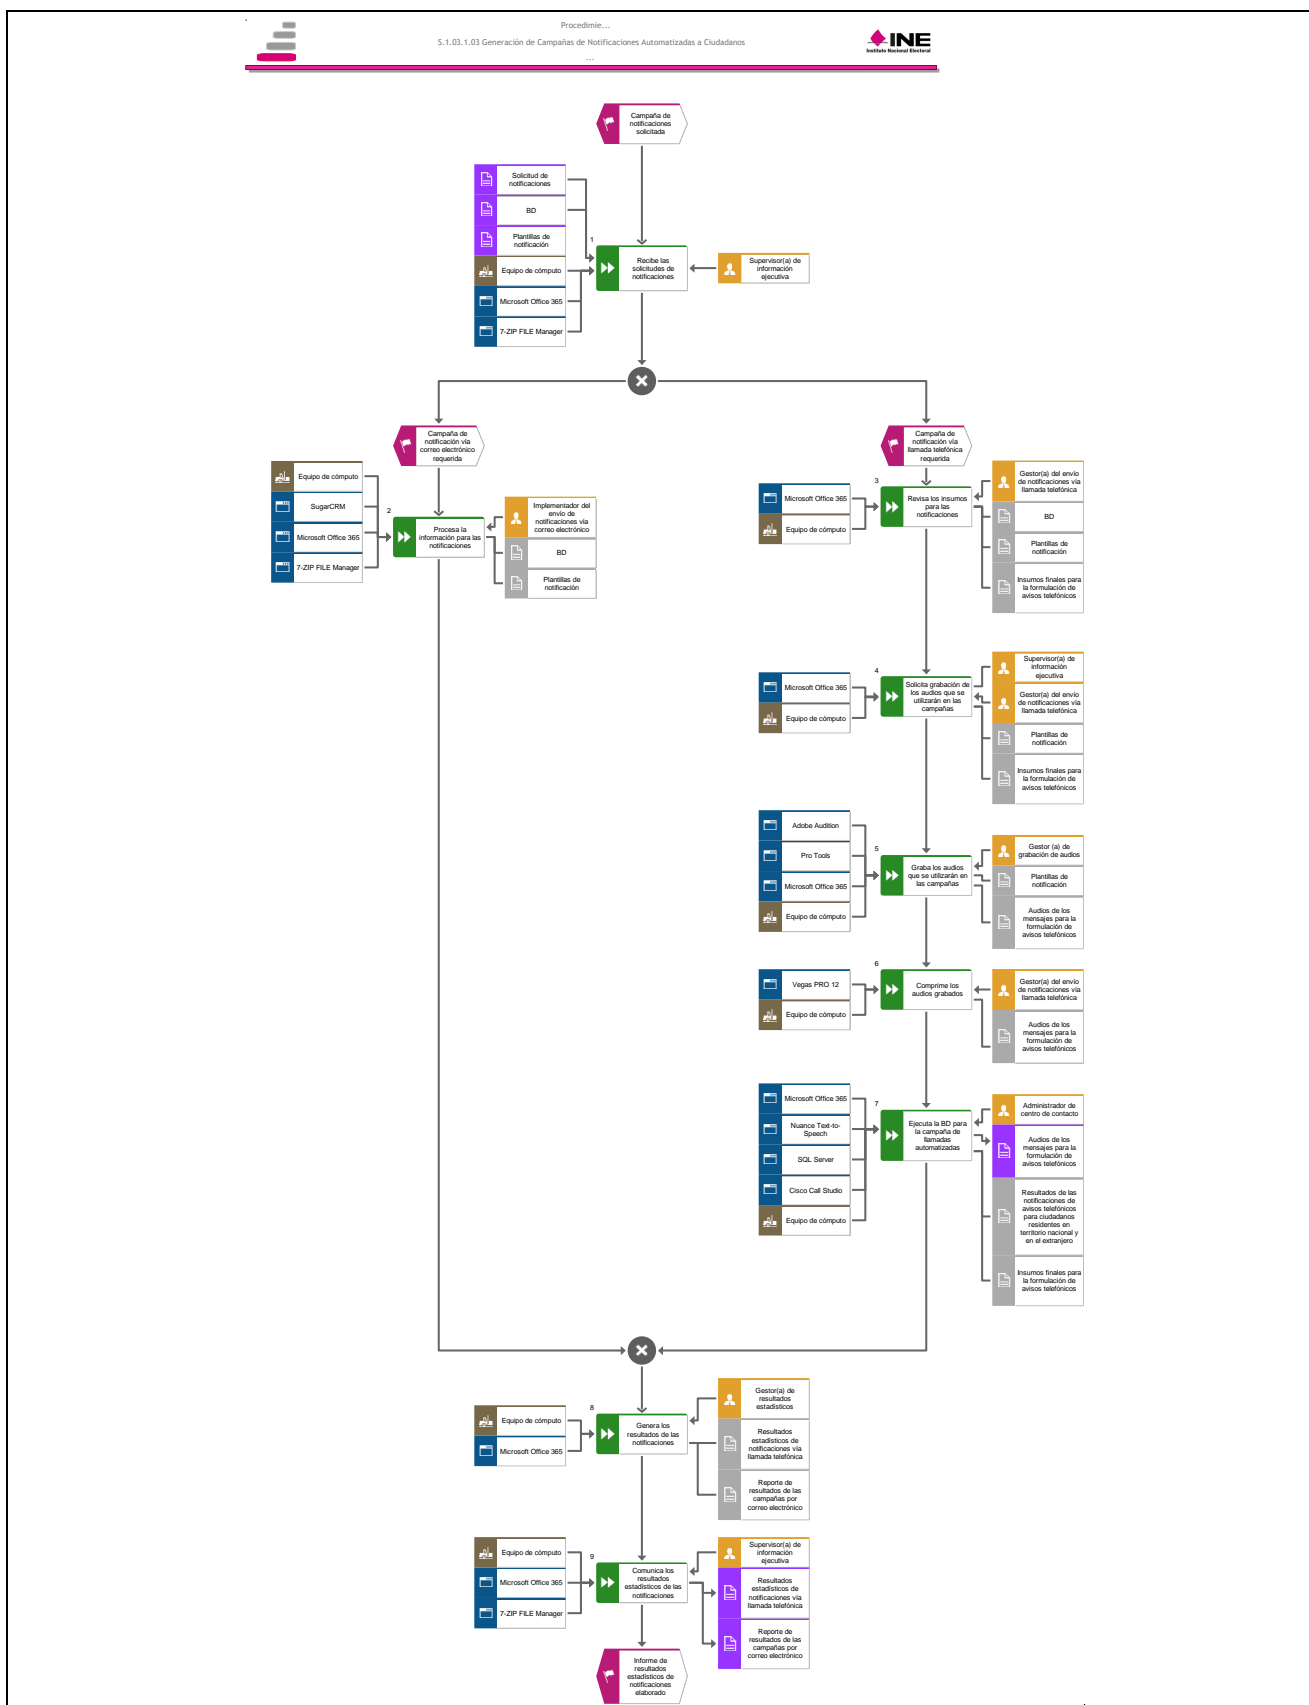 Procedimie...
5.1.03.1.03 Generación de Campañas de Notificaciones Automatizadas a Ciudadanos
...
INE
Instituto Nacional Electoral
Campaña de
notificaciones
solicitada
Solicitud de
notificaciones
BD
Plantillas de
notificación
Equipo de cómputo
Microsoft Office 365
7-ZIP FILE Manager
1
Recibe las
solicitudes de
notificaciones
Supervisor(a) de
información
ejecutiva
Campaña de
notificación vía
correo electrónico
requerida
Equipo de cómputo
SugarCRM
Microsoft Office 365
7-ZIP FILE Manager
2
Procesa la
información para las
notificaciones
Implementador del
envío de
notificaciones vía
correo electrónico
BD
Plantillas de
notificación
Campaña de
notificación vía
llamada telefónica
requerida
Microsoft Office 365
Equipo de cómputo
3
Revisa los insumos
para las
notificaciones
Gestor(a) del envío
de notificaciones vía
llamada telefónica
BD
Plantillas de
notificación
Insumos finales para
la formulación de
avisos telefónicos
Microsoft Office 365
Equipo de cómputo
4
Solicita grabación de
los audios que se
utilizarán en las
campañas
Supervisor(a) de
información
ejecutiva
Gestor(a) del envío
de notificaciones vía
llamada telefónica
Plantillas de
notificación
Insumos finales para
la formulación de
avisos telefónicos
Adobe Audition
Pro Tools
Microsoft Office 365
Equipo de cómputo
5
Graba los audios
que se utilizarán en
las campañas
Gestor (a) de
grabación de audios
Plantillas de
notificación
Audios de los
mensajes para la
formulación de
avisos telefónicos
Vegas PRO 12
Equipo de cómputo
6
Comprime los
audios grabados
Gestor(a) del envío
de notificaciones vía
llamada telefónica
Audios de los
mensajes para la
formulación de
avisos telefónicos
Microsoft Office 365
Nuance Text-to-
Speech
SQL Server
Cisco Call Studio
Equipo de cómputo
7
Ejecuta la BD para
la campaña de
llamadas
automatizadas
Administrador de
centro de contacto
Audios de los
mensajes para la
formulación de
avisos telefónicos
Resultados de las
notificaciones de
avisos telefónicos
para ciudadanos
residentes en
territorio nacional y
en el extranjero
Insumos finales para
la formulación de
avisos telefónicos
Equipo de cómputo
Microsoft Office 365
8
Genera los
resultados de las
notificaciones
Gestor(a) de
resultados
estadísticos
Resultados
estadísticos de
notificaciones vía
llamada telefónica
Reporte de
resultados de las
campañas por
correo electrónico
Equipo de cómputo
Microsoft Office 365
7-ZIP FILE Manager
9
Comunica los
resultados
estadísticos de las
notificaciones
Supervisor(a) de
información
ejecutiva
Resultados
estadísticos de
notificaciones vía
llamada telefónica
Reporte de
resultados de las
campañas por
correo electrónico
Informe de
resultados
estadísticos de
notificaciones
elaborado